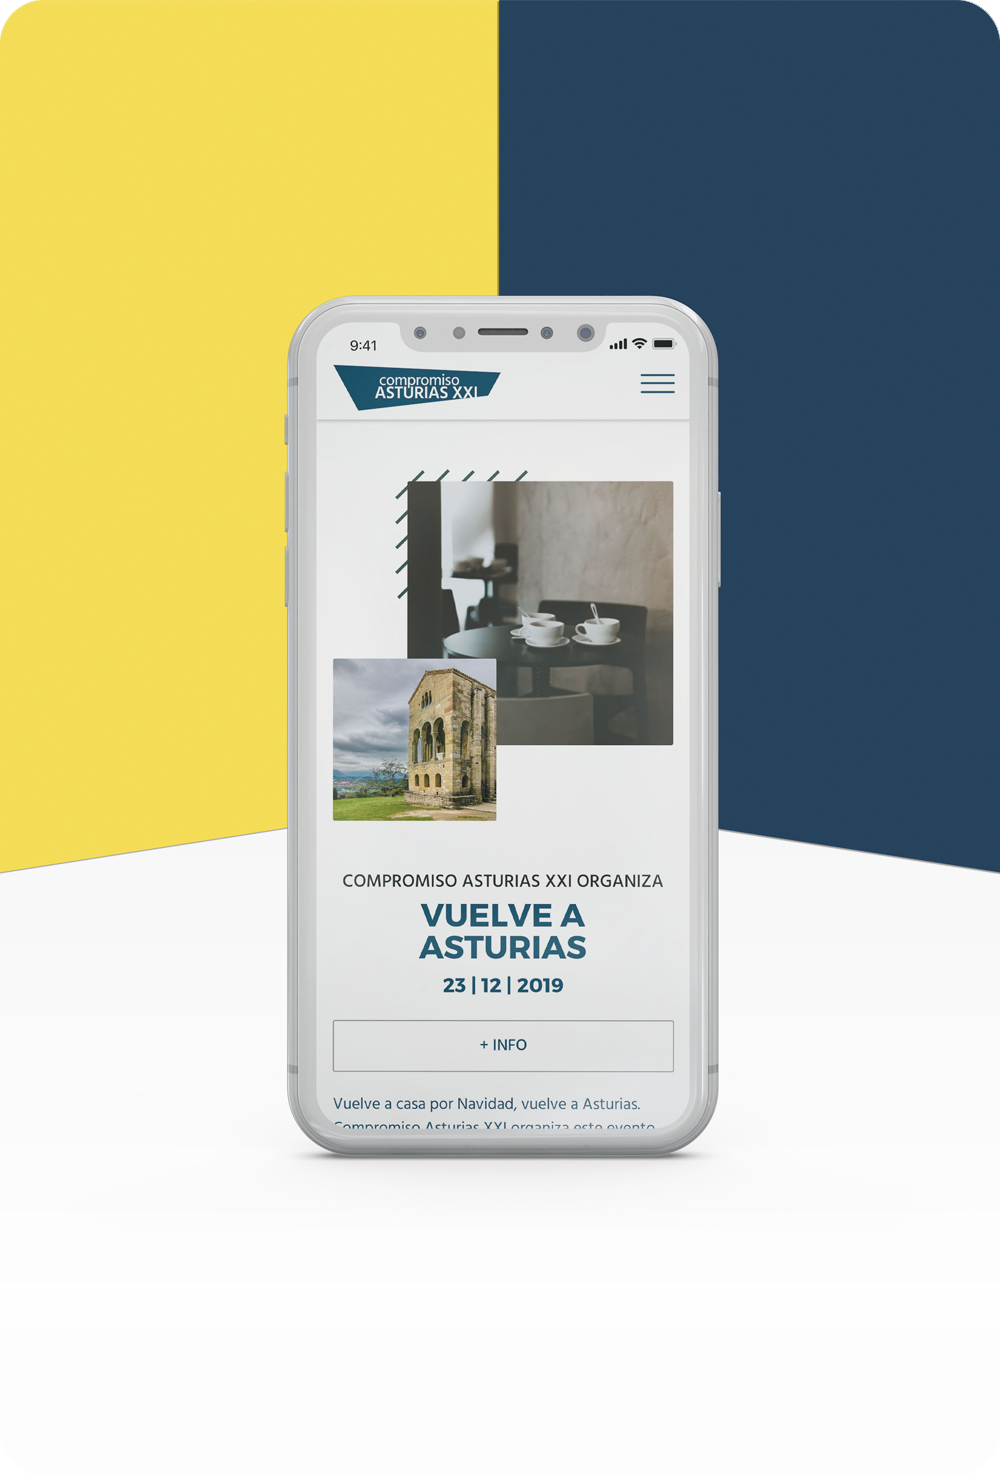 9:41
compromiso
ASTURIAS XXI
COMPROMISO ASTURIAS XXI ORGANIZA
VUELVE A
ASTURIAS
23 | 12 | 2019
+ INFO
Vuelve a casa por Navidad, vuelve a Asturias.
Compromiso Asturias XXI organiza este evento